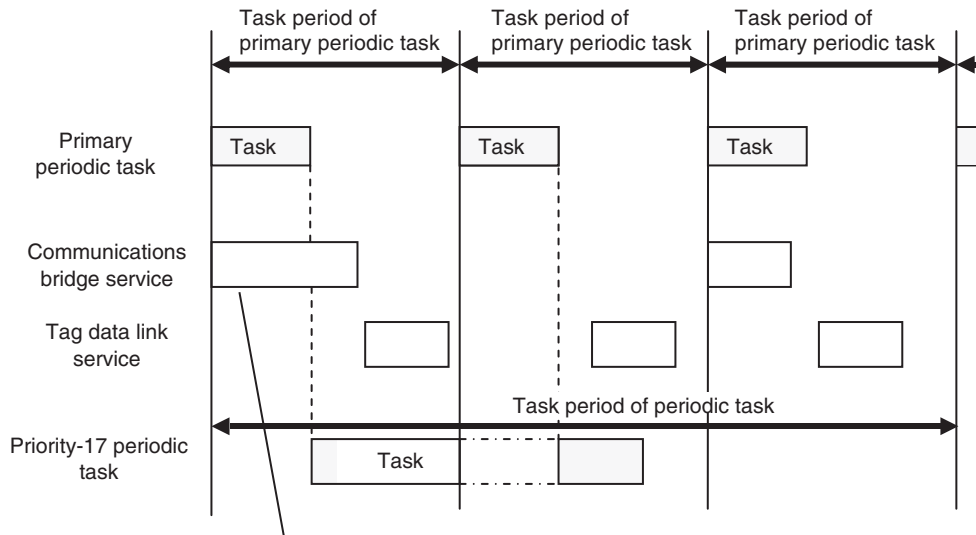 Task period of
primary periodic task
Task period of
primary periodic task
Task period of
primary periodic task
Primary
periodic task
Task
Task
Task
Communications
bridge service
Tag data link
service
Task period of periodic task
Priority-17 periodic
task
Task